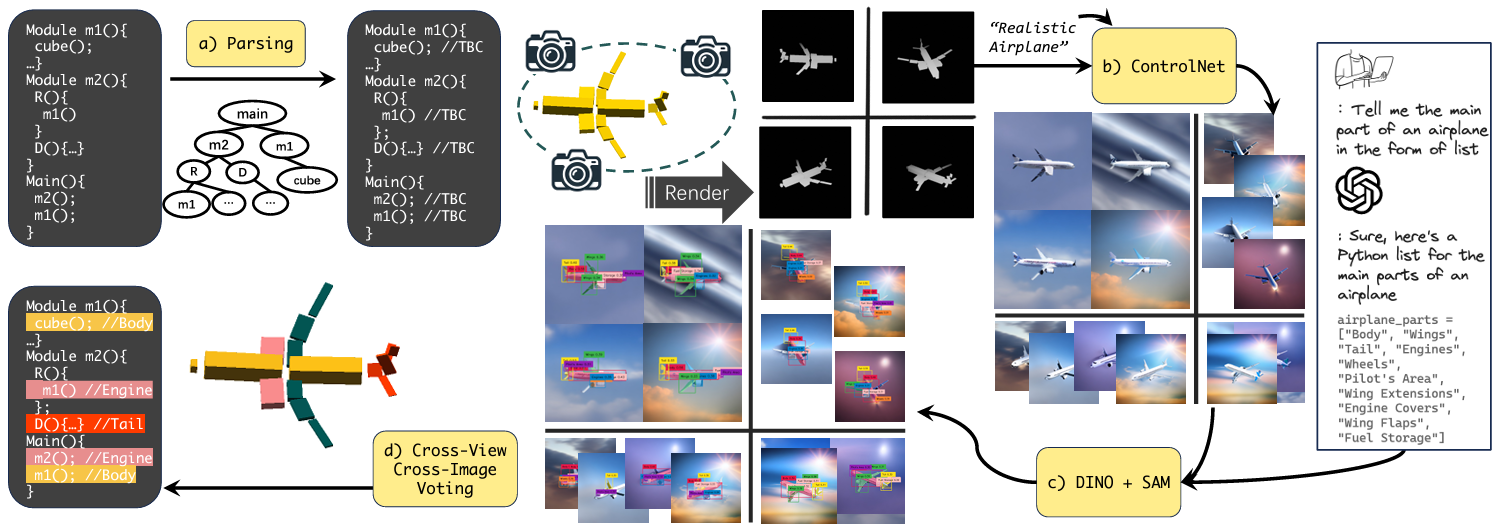 Module m1(){
cube();
…}
Module m2(){
R(){
m1()
}
D(){…}
}
Main(){
m2();
m1();
}
a) Parsing
main
m2
m1
R
D
cube
m1
...
...
Module m1(){
cube(); //TBC
…}
Module m2(){
R(){
m1() //TBC
};
D(){…} //TBC
}
Main(){
m2(); //TBC
m1(); //TBC
}
Render
“Realistic
Airplane”
b) ControlNet
: Tell me the main
part of an airplane
in the form of list
: Sure, here's a
Python list for the
main parts of an
airplane
airplane_parts =
["Body", "Wings",
"Tail", "Engines",
"Wheels",
"Pilot's Area",
"Wing Extensions",
"Engine Covers",
"Wing Flaps",
"Fuel Storage"]
c) DINO + SAM
d) Cross-View
Cross-Image
Voting
Module m1(){
cube(); //Body
…}
Module m2(){
R(){
m1() //Engine
};
D(){…} //Tail
Main(){
m2(); //Engine
m1(); //Body
}